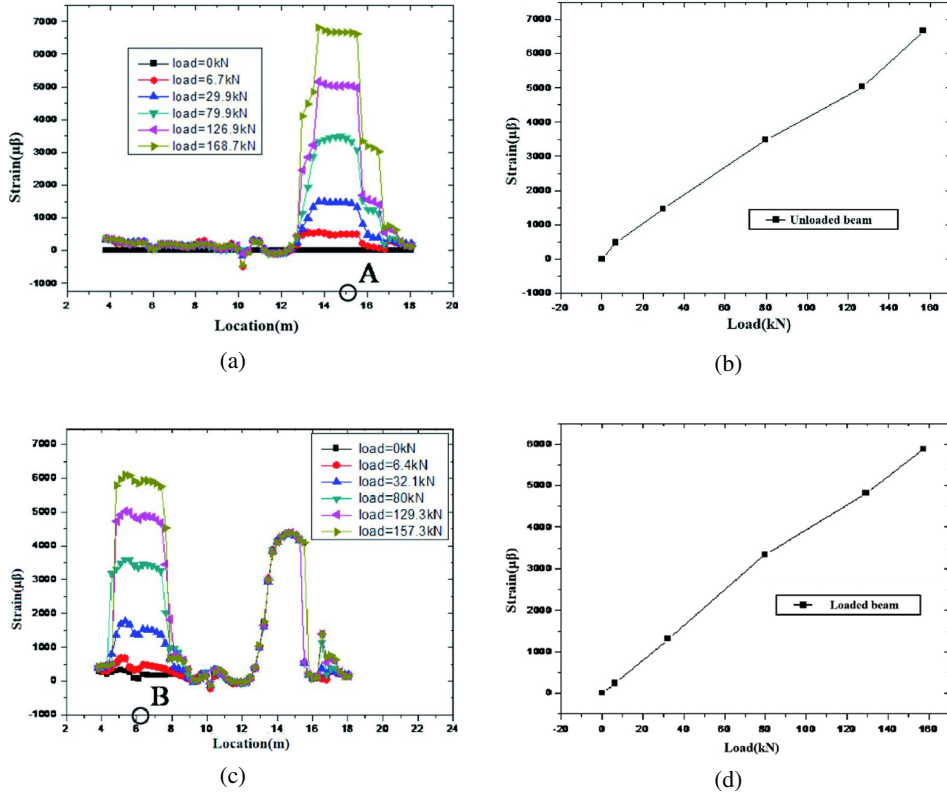 7000
6000
5000
4000
3000
2000
1000
0
-1000
Strain(μβ)
load=0kN
load=6.7kN
load=29.9kN
load=79.9kN
load=126.9kN
load=168.7kN
A
2 4 6 8 10 12 14 16 18 20
Location(m)
(a)
7000
6000
5000
4000
3000
2000
1000
0
-1000
Strain(μβ)
Unloaded beam
-20 0 20 40 60 80 100 120 140 160
Load(kN)
(b)
7000
6000
5000
4000
3000
2000
1000
0
-1000
Strain(μβ)
load=0kN
load=6.4kN
load=32.1kN
load=80kN
load=129.3kN
load=157.3kN
B
2 4 6 8 10 12 14 16 18 20 22 24
Location(m)
(c)
6000
5000
4000
3000
2000
1000
0
Strain(μβ)
Loaded beam
-20 0 20 40 60 80 100 120 140 160
Load(kN)
(d)